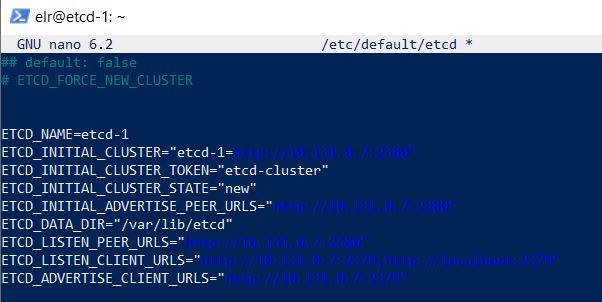 elr@etcd-1: ~
GNU nano 6.2 /etc/default/etcd *
## default: false
# ETCD_FORCE_NEW_CLUSTER
ETCD_NAME=etcd-1
ETCD_INITIAL_CLUSTER="etcd-1=http://10.131.0.7:2380"
ETCD_INITIAL_CLUSTER_TOKEN="etcd-cluster"
ETCD_INITIAL_CLUSTER_STATE="new"
ETCD_INITIAL_ADVERTISE_PEER_URLS="http://10.131.0.7:2380"
ETCD_DATA_DIR="/var/lib/etcd"
ETCD_LISTEN_PEER_URLS="http://10.131.0.7:2380"
ETCD_LISTEN_CLIENT_URLS="http://10.131.0.7:2379,http://localhost:2379"
ETCD_ADVERTISE_CLIENT_URLS="http://10.131.0.7:2379"